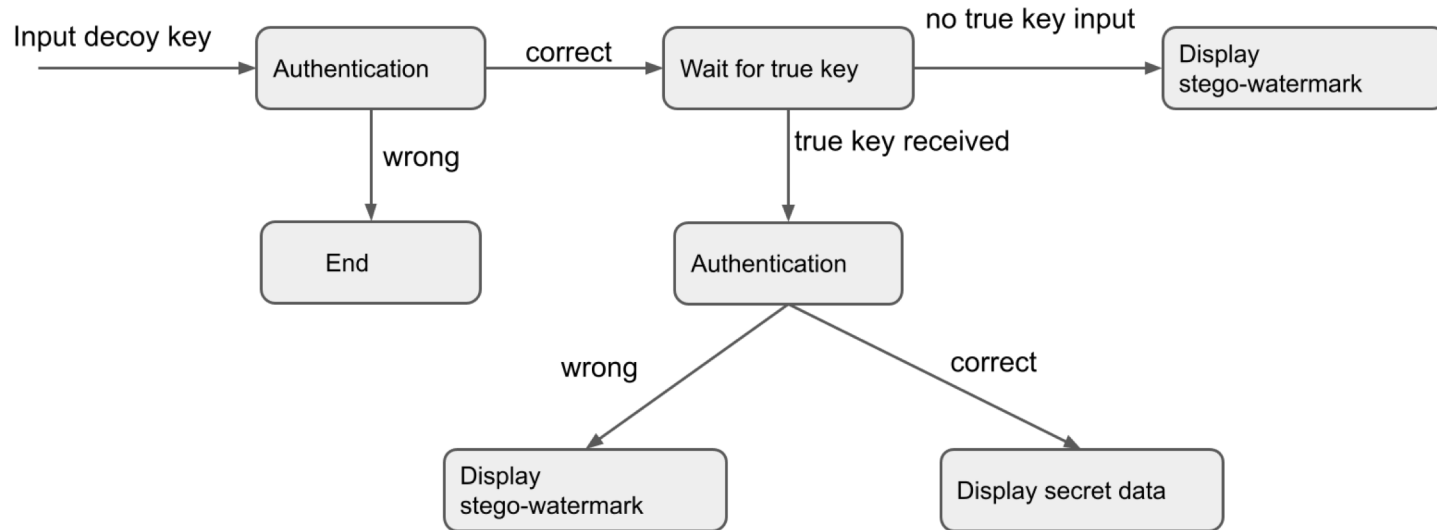 Input decoy key
Authentication
correct
Wait for true key
no true key input
Display
stego-watermark
wrong
true key received
End
Authentication
wrong
correct
Display
stego-watermark
Display secret data